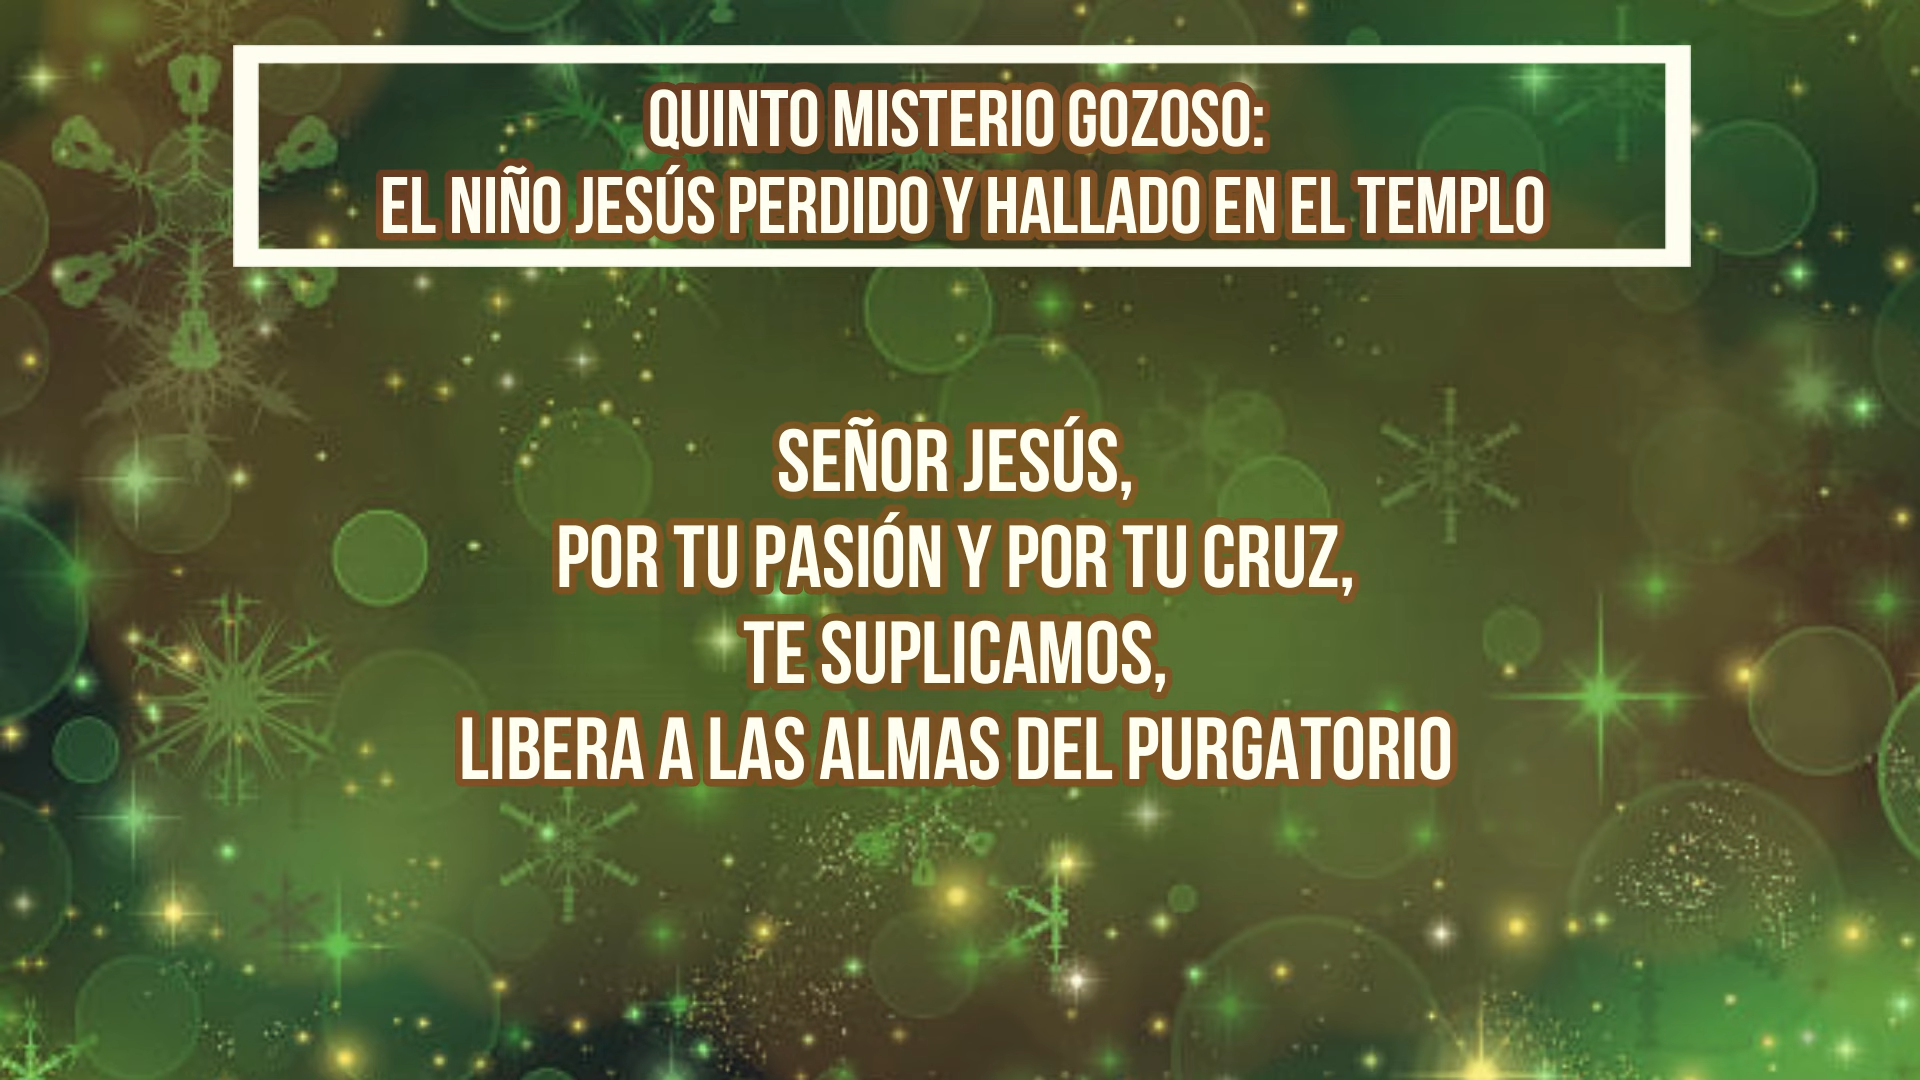 QUINTO MISTERIO GOZOSO:
EL NIÑO JESÚS PERDIDO Y HALLADO EN EL TEMPLO
SEÑOR JESÚS,
POR TU PASIÓN Y POR TU CRUZ,
TE SUPLICAMOS,
LIBERA A LAS ALMAS DEL PURGATORIO